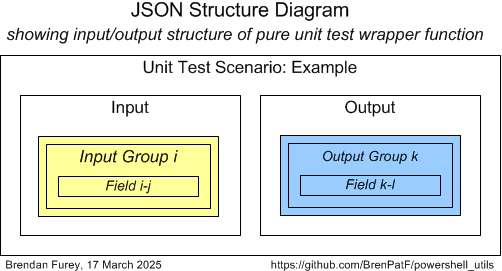 JSON Structure Diagram
showing input/output structure of pure unit test wrapper function
Unit Test Scenario: Example
Input
Output
Input Group i
Output Group k
Field i-j
Field k-l
Brendan Furey, 17 March 2025
https://github.com/BrenPatF/powershell_utils